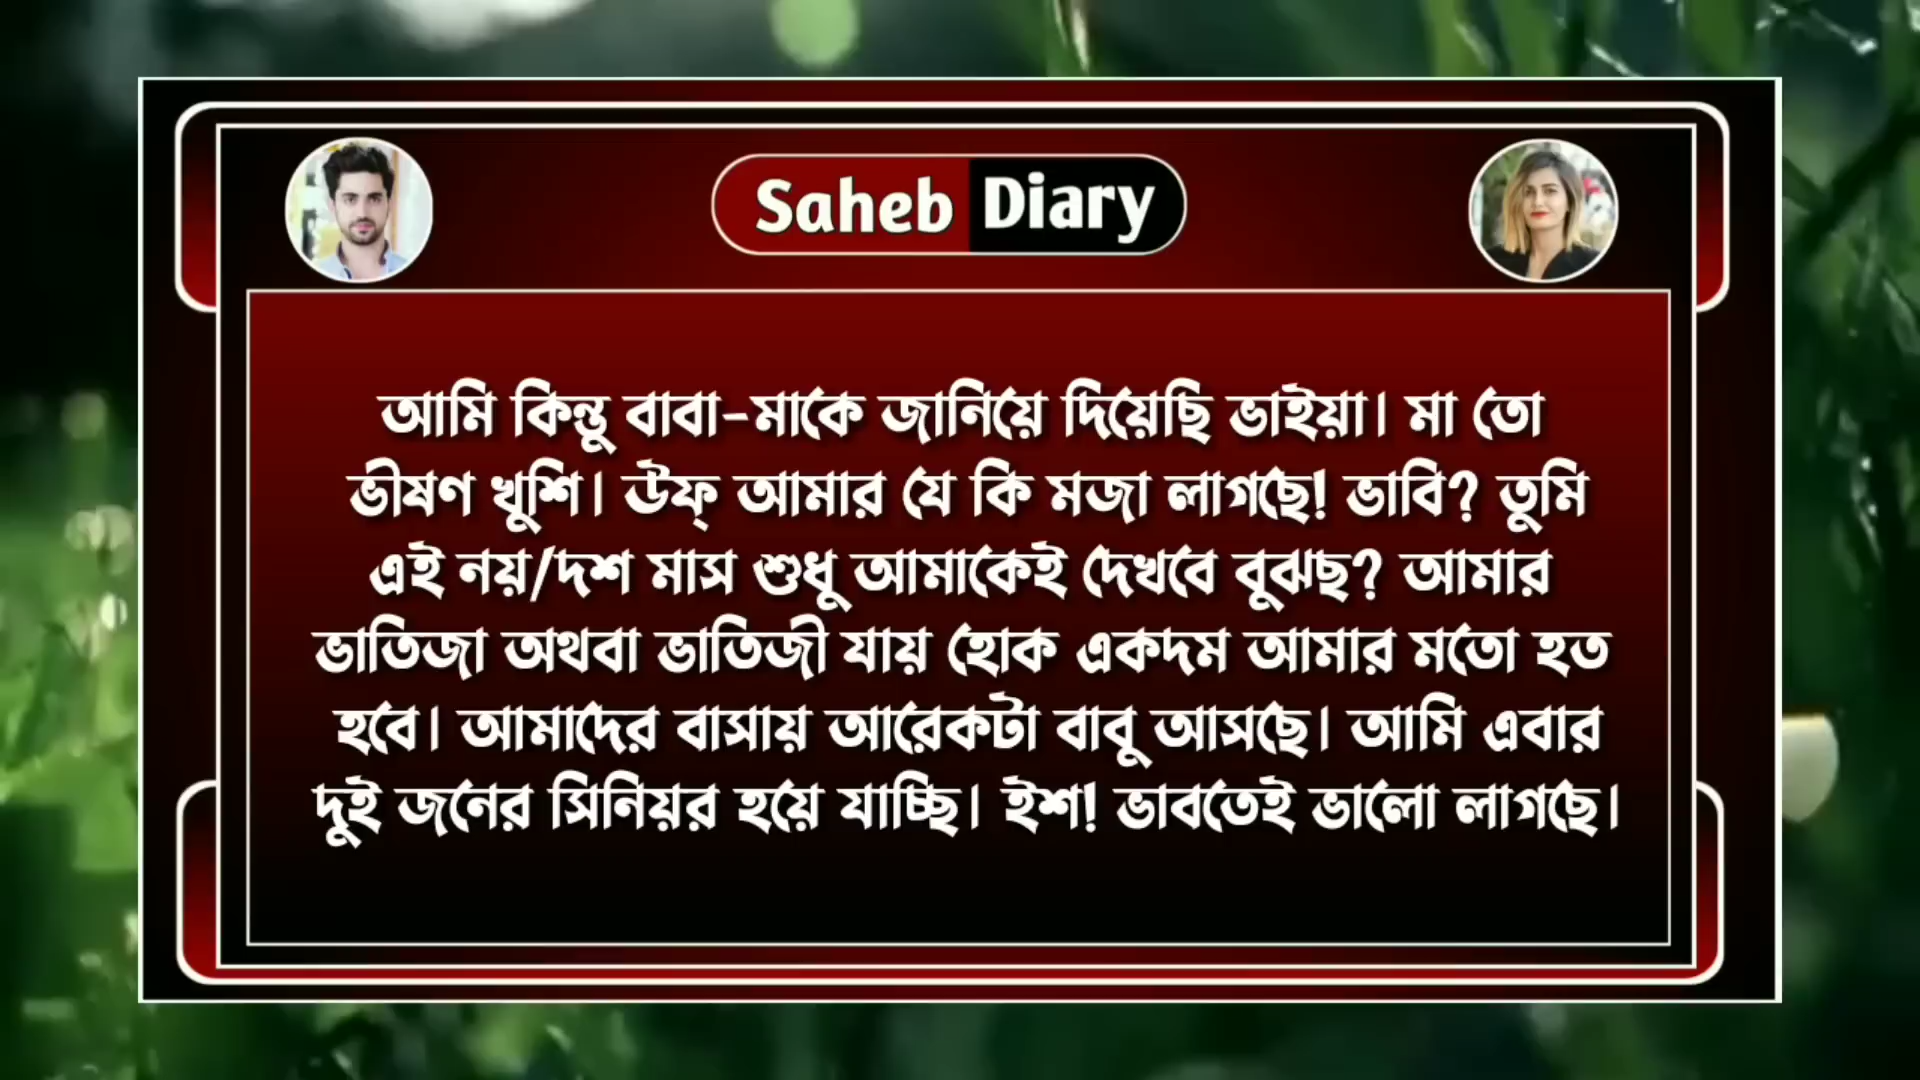 Saheb Diary
আমি কিন্তু বাবা-মাকে জানিয়ে দিয়েছি ভাইয়া। মা তো
ভীষণ খুশি। উফ্ আমার যে কি মজা লাগছে! ভাবি? তুমি
এই নয়/দশ মাস শুধু আমাকেই দেখবে বুঝছ? আমার
ভাতিজা অথবা ভাতিজী যায় হোক একদম আমার মতো হত
হবে। আমাদের বাসায় আরেকটা বাবু আসছে। আমি এবার
দুই জনের সিনিয়র হয়ে যাচ্ছি। ইশ! ভাবতেই ভালো লাগছে।